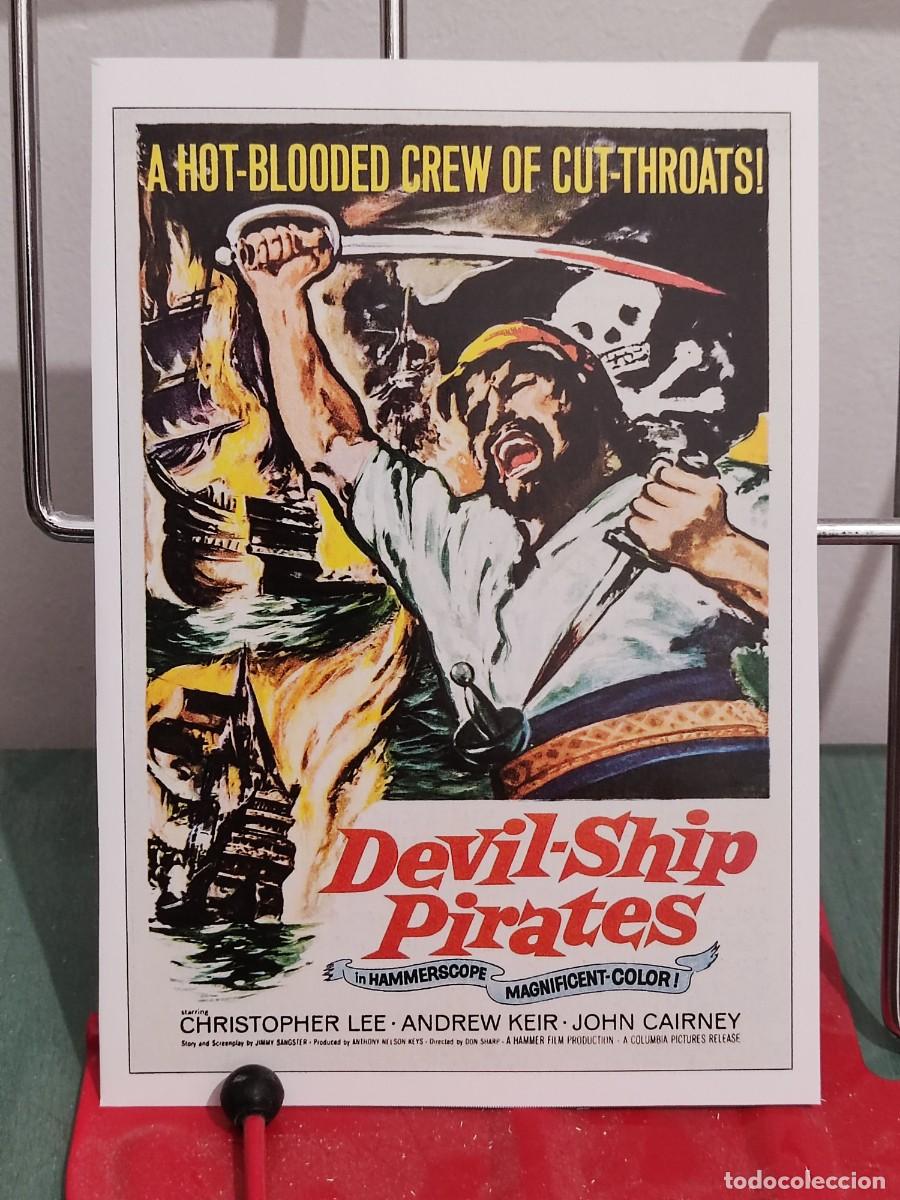 A HOT-BLOODED CREW OF CUT-THROATS!
Devil-Ship
Pirates
in HAMMERSCOPE
MAGNIFICENT-COLOR!
starring
CHRISTOPHER LEE · ANDREW KEIR · JOHN CAIRNEY
Story and Screenplay by JIMMY SANGSTER · Produced by ANTHONY NELSON KEYS · Directed by DON SHARP · A HAMMER FILM PRODUCTION · A COLUMBIA PICTURES RELEASE
todocoleccion